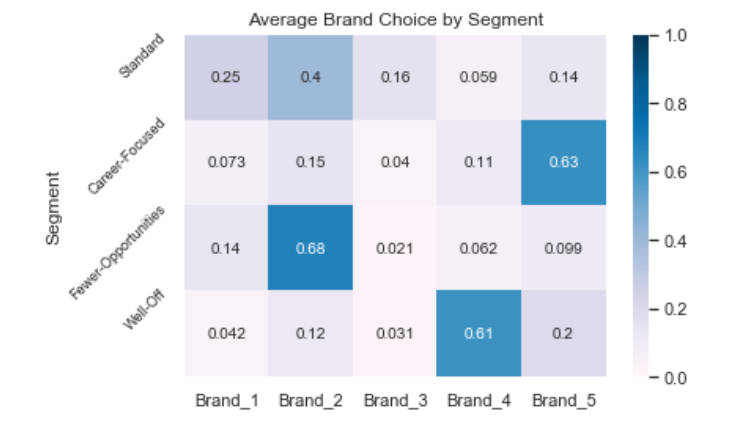 Average Brand Choice by Segment
Segment
Standard
0.25 0.4 0.16 0.059 0.14
Career-Focused
0.073 0.15 0.04 0.11 0.63
Fewer-Opportunities
0.14 0.68 0.021 0.062 0.099
Well-Off
0.042 0.12 0.031 0.61 0.2
Brand_1 Brand_2 Brand_3 Brand_4 Brand_5
1.0
0.8
0.6
0.4
0.2
0.0